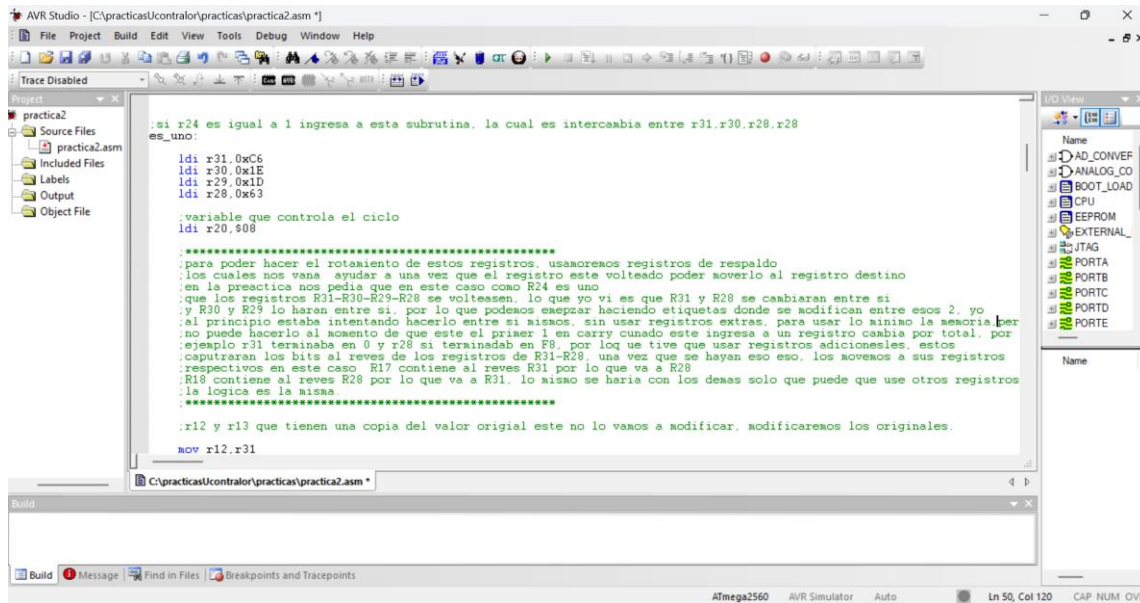 AVR Studio - [C:\practicasUcontralor\practicas\practica2.asm *]
File Project Build Edit View Tools Debug Window Help
Trace Disabled
Project
practica2
Source Files
practica2.asm
Included Files
Labels
Output
Object File
;si r24 es igual a 1 ingresa a esta subrutina, la cual es intercambia entre r31,r30,r28,r28
es_uno:
ldi r31,0xC6
ldi r30,0x1E
ldi r29,0x1D
ldi r28,0x63
;variable que controla el ciclo
ldi r20,$08
;*****************************************************
;para poder hacer el rotamiento de estos registros, usamoremos registros de respaldo
;los cuales nos vana  ayudar a una vez que el registro este volteado poder moverlo al registro destino
;en la preactica nos pedia que en este caso como R24 es uno
;que los registros R31-R30-R29-R28 se volteasen, lo que yo vi es que R31 y R28 se cambiaran entre si
;y R30 y R29 lo haran entre si, por lo que podemos emepzar haciendo etiquetas donde se modifican entre esos 2, yo
;al principio estaba intentando hacerlo entre si mismos, sin usar registros extras, para usar lo minimo la memoria,per
;no puede hacerlo al momento de que este el primer 1 en carry cunado este ingresa a un registro cambia por total, por
;ejemplo r31 terminaba en 0 y r28 si terminadab en F8, por loq ue tive que usar registros adicionesles, estos
;caputraran los bits al reves de los registros de R31-R28, una vez que se hayan eso eso, los movemos a sus registros
;respectivos en este caso  R17 contiene al reves R31 por lo que va a R28
;R18 contiene al reves R28 por lo que va a R31, lo mismo se haria con los demas solo que puede que use otros registros
;la logica es la misma.
;*****************************************************
;r12 y r13 que tienen una copia del valor origial este no lo vamos a modificar, modificaremos los originales.
mov r12,r31
C:\practicasUcontralor\practicas\practica2.asm *
I/O View
Name
AD_CONVER
ANALOG_CO
BOOT_LOAD
CPU
EEPROM
EXTERNAL_
JTAG
PORTA
PORTB
PORTC
PORTD
PORTE
Name
Build
Build Message Find in Files Breakpoints and Tracepoints
ATmega2560 AVR Simulator Auto Ln 50, Col 120 CAP NUM OV